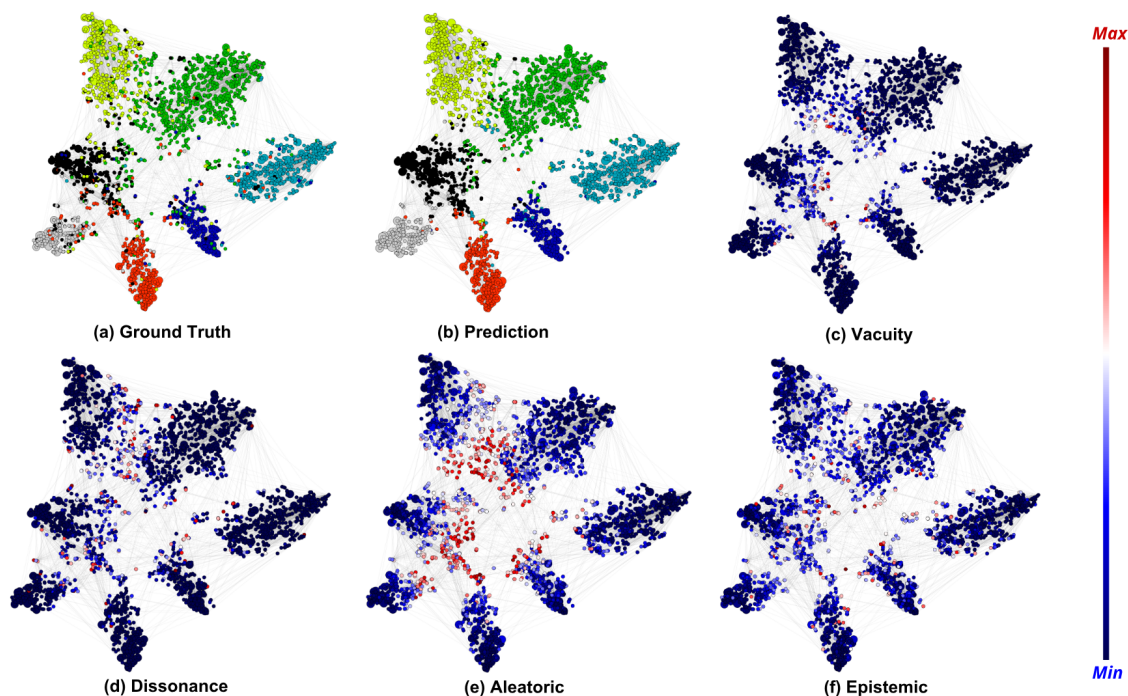 Max
(a) Ground Truth
(b) Prediction
(c) Vacuity
Min
(d) Dissonance
(e) Aleatoric
(f) Epistemic